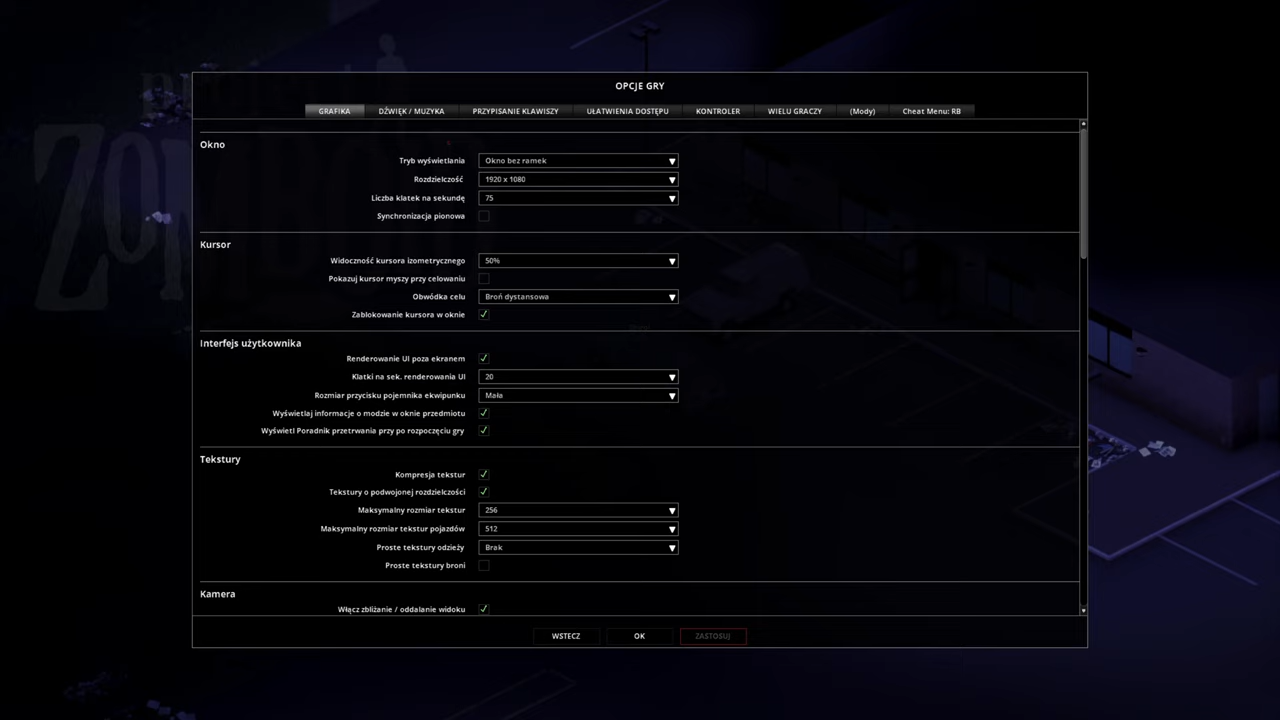 project
ZOMBOID
OPCJE GRY
GRAFIKA DŹWIĘK / MUZYKA PRZYPISANIE KLAWISZY UŁATWIENIA DOSTĘPU KONTROLER WIELU GRACZY (Mody) Cheat Menu: RB
Okno
Tryb wyświetlania Okno bez ramek
Rozdzielczość 1920 x 1080
Liczba klatek na sekundę 75
Synchronizacja pionowa
Kursor
Widoczność kursora izometrycznego 50%
Pokazuj kursor myszy przy celowaniu
Obwódka celu Broń dystansowa
Zablokowanie kursora w oknie
Interfejs użytkownika
Renderowanie UI poza ekranem
Klatki na sek. renderowania UI 20
Rozmiar przycisku pojemnika ekwipunku Mała
Wyświetlaj informacje o modzie w oknie przedmiotu
Wyświetl Poradnik przetrwania przy po rozpoczęciu gry
Tekstury
Kompresja tekstur
Tekstury o podwojonej rozdzielczości
Maksymalny rozmiar tekstur 256
Maksymalny rozmiar tekstur pojazdów 512
Proste tekstury odzieży Brak
Proste tekstury broni
Kamera
Włącz zbliżanie / oddalanie widoku
WSTECZ OK ZASTOSUJ